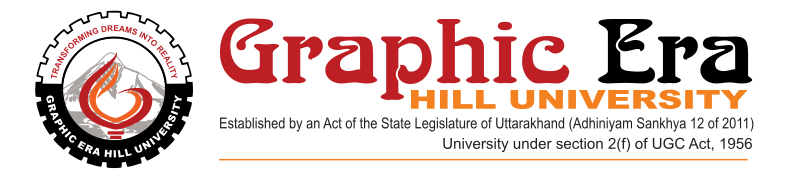 TRANSFORMING DREAMS INTO REALITY
GRAPHIC ERA HILL UNIVERSITY
Graphic Era
HILL UNIVERSITY
Established by an Act of the State Legislature of Uttarakhand (Adhiniyam Sankhya 12 of 2011)
University under section 2(f) of UGC Act, 1956